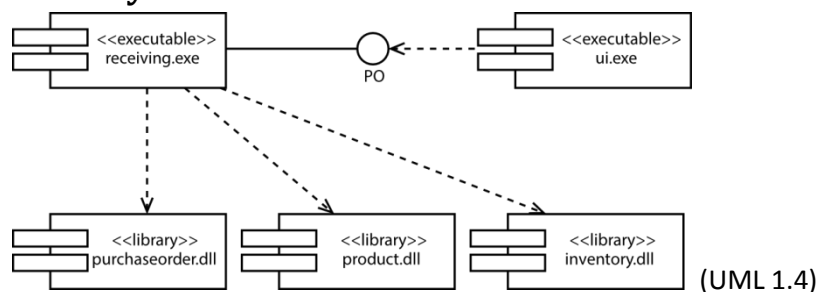 <<executable>>
receiving.exe
PO
<<executable>>
ui.exe
<<library>>
purchaseorder.dll
<<library>>
product.dll
<<library>>
inventory.dll
(UML 1.4)